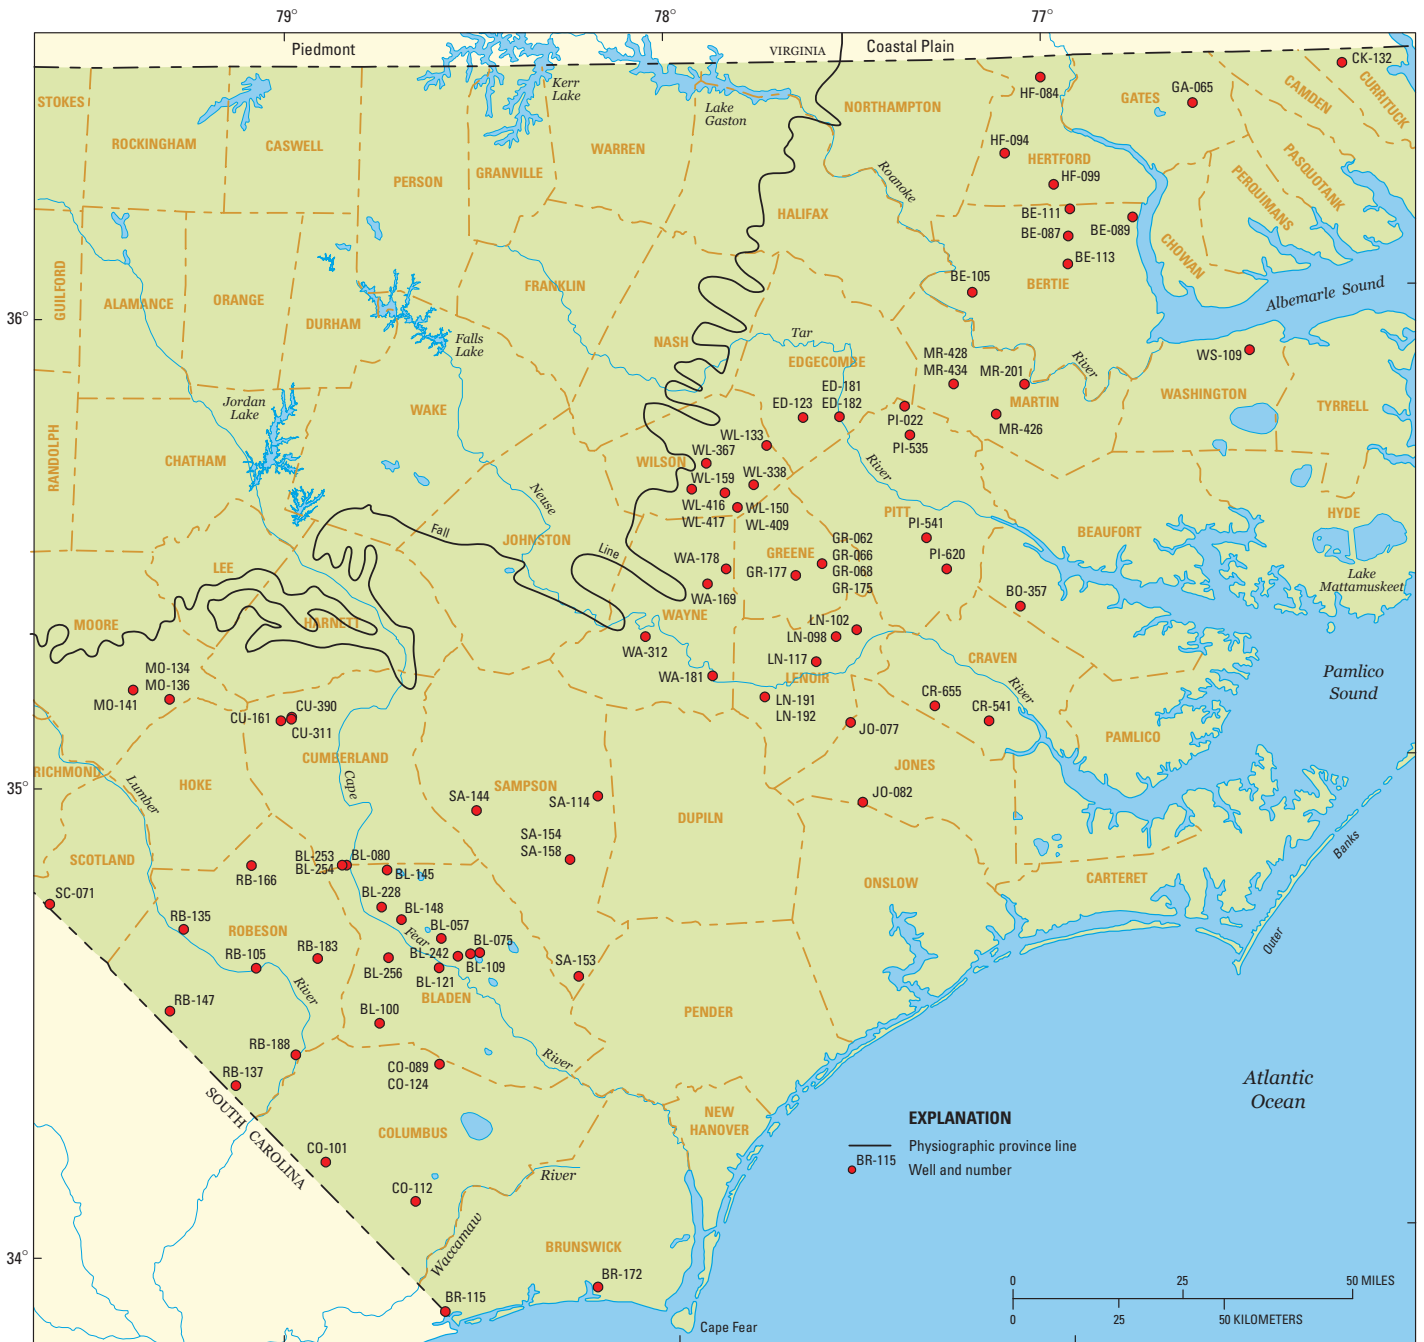 79°
78°
77°
Piedmont
VIRGINIA
Coastal Plain
CK-132
Kerr
Lake
Lake
Gaston
STOKES
ROCKINGHAM
CASWELL
PERSON
GRANVILLE
WARREN
NORTHAMPTON
HF-084
GATES
GA-065
CAMDEN
CURRITUCK
HF-094
HERTFORD
HF-099
PASQUOTANK
PERQUIMANS
Roanoke
HALIFAX
BE-111
BE-087
BE-089
BE-113
CHOWAN
BERTIE
BE-105
GUILFORD
ALAMANCE
ORANGE
DURHAM
FRANKLIN
Albemarle Sound
36°
Falls
Lake
NASH
Tar
EDGECOMBE
MR-428
MR-434
MR-201
River
WS-109
WASHINGTON
TYRRELL
MARTIN
MR-426
Jordan
Lake
WAKE
ED-181
ED-182
ED-123
PI-022
PI-535
RANDOLPH
CHATHAM
WL-133
WL-367
WILSON
WL-159
WL-338
WL-416
WL-417
WL-150
WL-409
River
PITT
HYDE
Neuse
Fall
Line
JOHNSTON
PI-541
PI-620
BEAUFORT
GR-062
GR-066
GR-068
GR-175
GREENE
GR-177
WA-178
WA-169
Lake
Mattamuskeet
LEE
BO-357
MOORE
HARNETT
WAYNE
WA-312
LN-102
LN-098
LN-117
LENOIR
CRAVEN
River
MO-134
MO-136
MO-141
WA-181
LN-191
LN-192
CR-655
CR-541
Pamlico
Sound
CU-161
CU-390
CU-311
JO-077
PAMLICO
CUMBERLAND
RICHMOND
HOKE
Lumber
Cape
SAMPSON
JONES
35°
SA-144
SA-114
JO-082
DUPILN
SA-154
SA-158
SCOTLAND
RB-166
BL-253
BL-254
BL-080
BL-145
Banks
SC-071
BL-228
BL-148
ONSLOW
CARTERET
RB-135
ROBESON
BL-057
Fear
BL-075
Outer
RB-183
RB-105
BL-242
BL-109
BL-256
BL-121
BLADEN
SA-153
River
RB-147
BL-100
PENDER
RB-188
River
CO-089
CO-124
RB-137
Atlantic
Ocean
SOUTH CAROLINA
NEW
HANOVER
EXPLANATION
COLUMBUS
Physiographic province line
CO-101
BR-115
Well and number
River
CO-112
Waccamaw
BRUNSWICK
34°
BR-172
BR-115
0
25
50 MILES
0
25
50 KILOMETERS
Cape Fear